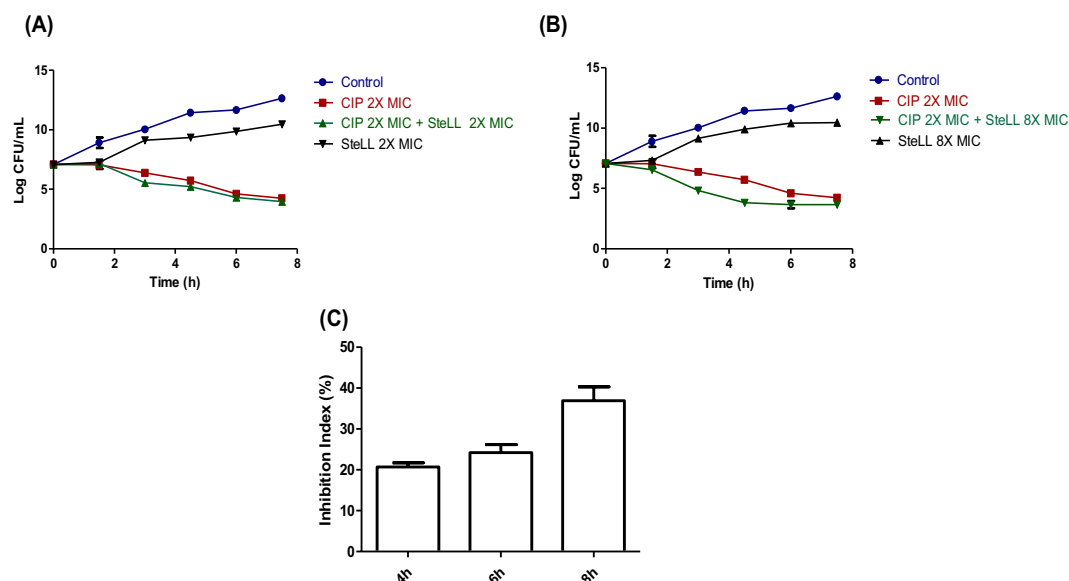 (A)
15
10
5
0
Log CFU/mL
0
2
4
6
8
Time (h)
Control
CIP 2X MIC
CIP 2X MIC + SteLL 2X MIC
SteLL 2X MIC
(B)
15
10
5
0
Log CFU/mL
0
2
4
6
8
Time (h)
Control
CIP 2X MIC
CIP 2X MIC + SteLL 8X MIC
SteLL 8X MIC
(C)
50
40
30
20
10
0
Inhibition Index (%)
4h
6h
8h